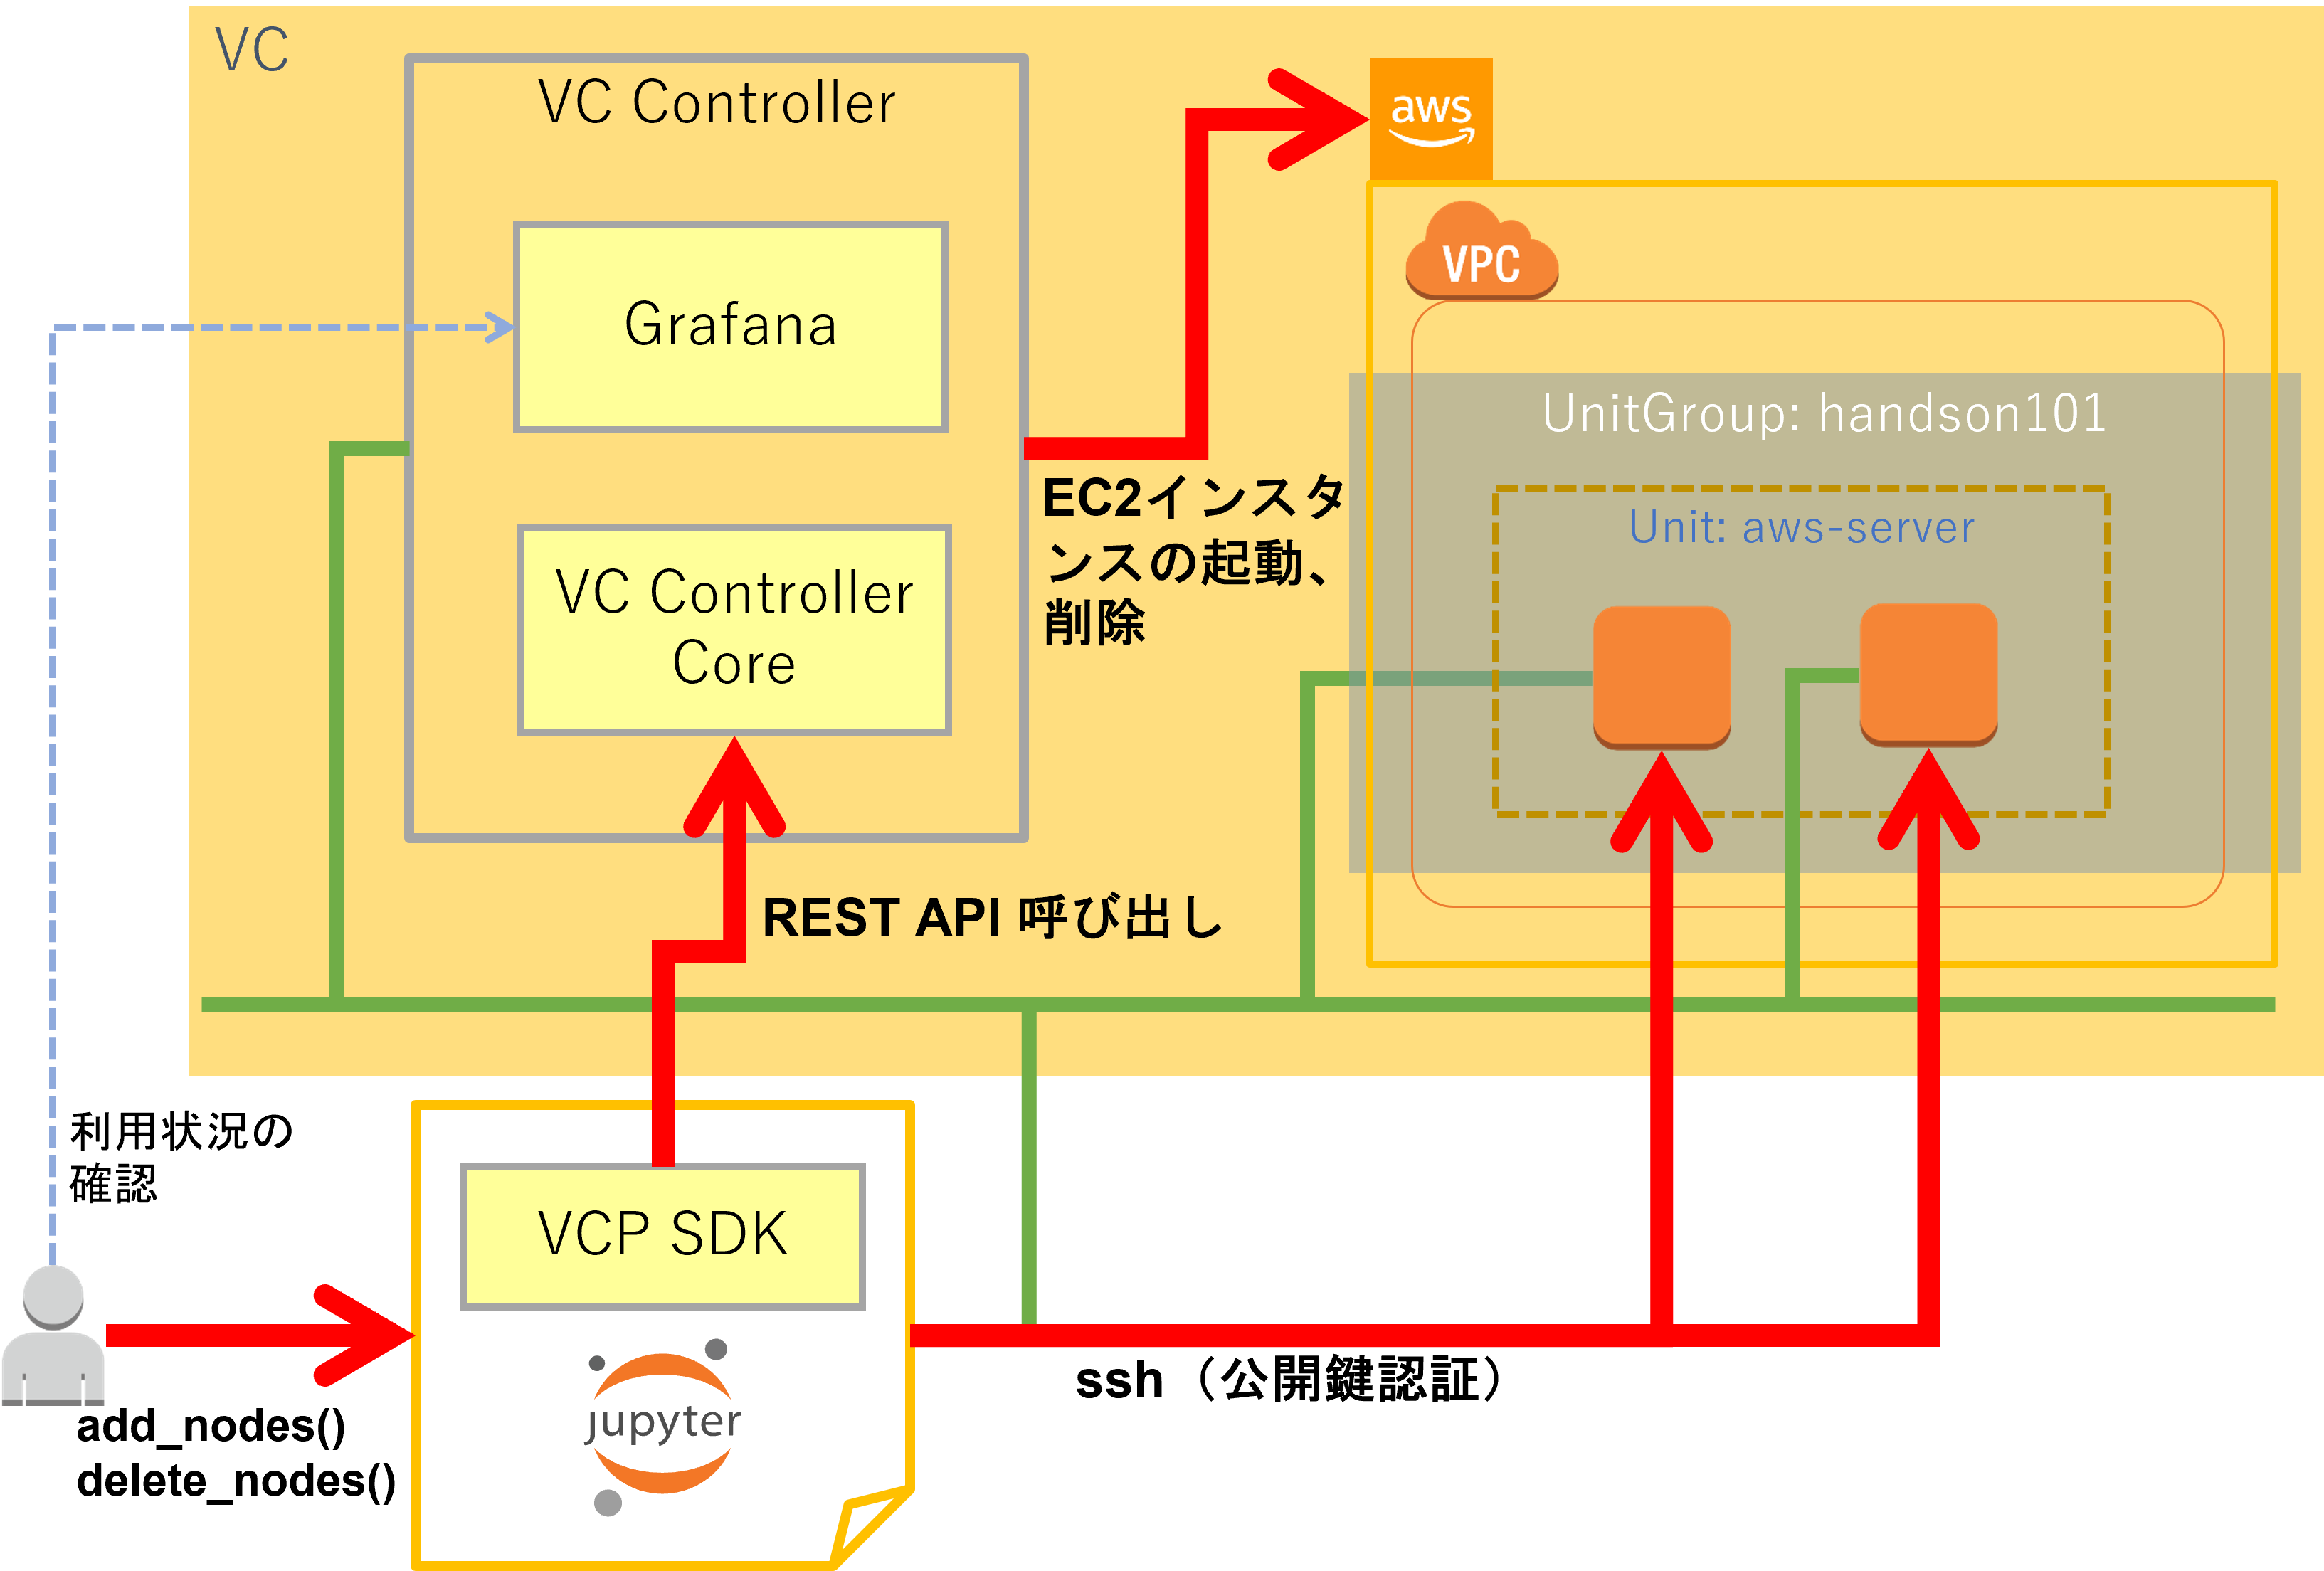 VC
VC Controller
aws
Grafana
VPC
UnitGroup: handson101
EC2インスタ
ンスの起動、
削除
Unit: aws-server
VC Controller
Core
REST API 呼び出し
利用状況の
確認
VCP SDK
ssh（公開鍵認証）
jupyter
add_nodes()
delete_nodes()